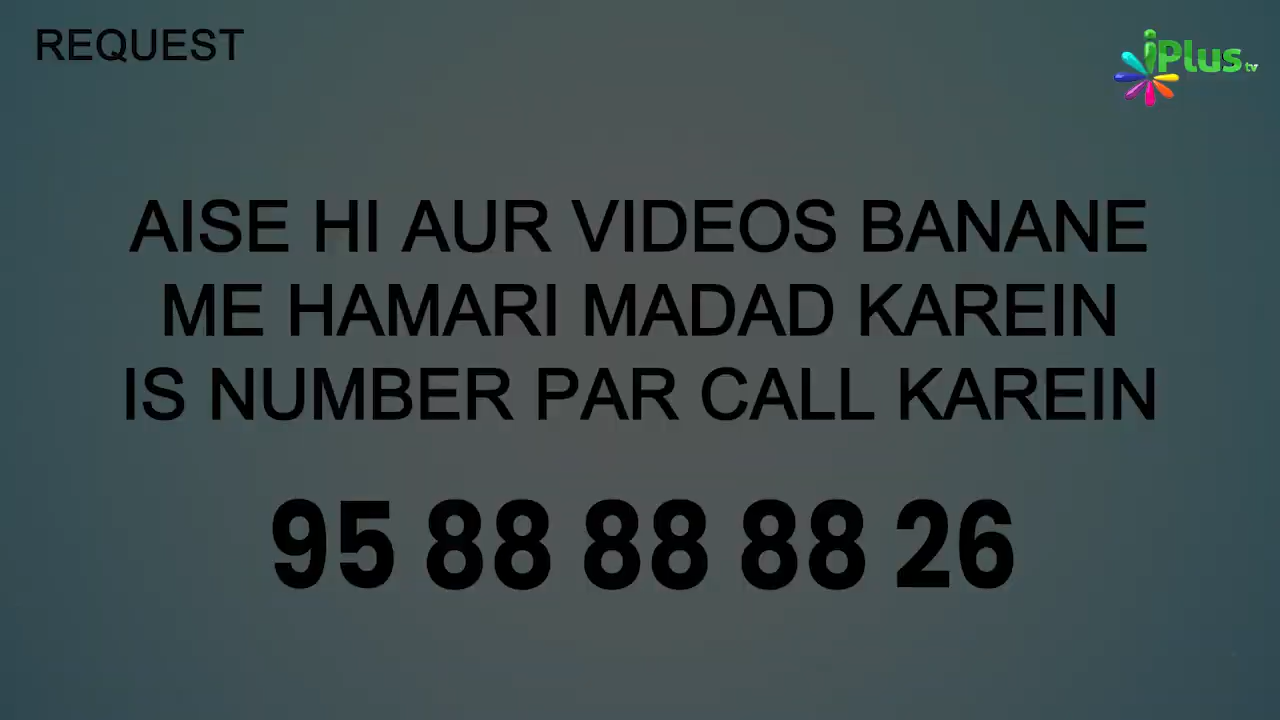 REQUEST
iPlus tv
AISE HI AUR VIDEOS BANANE
ME HAMARI MADAD KAREIN
IS NUMBER PAR CALL KAREIN
95 88 88 88 26